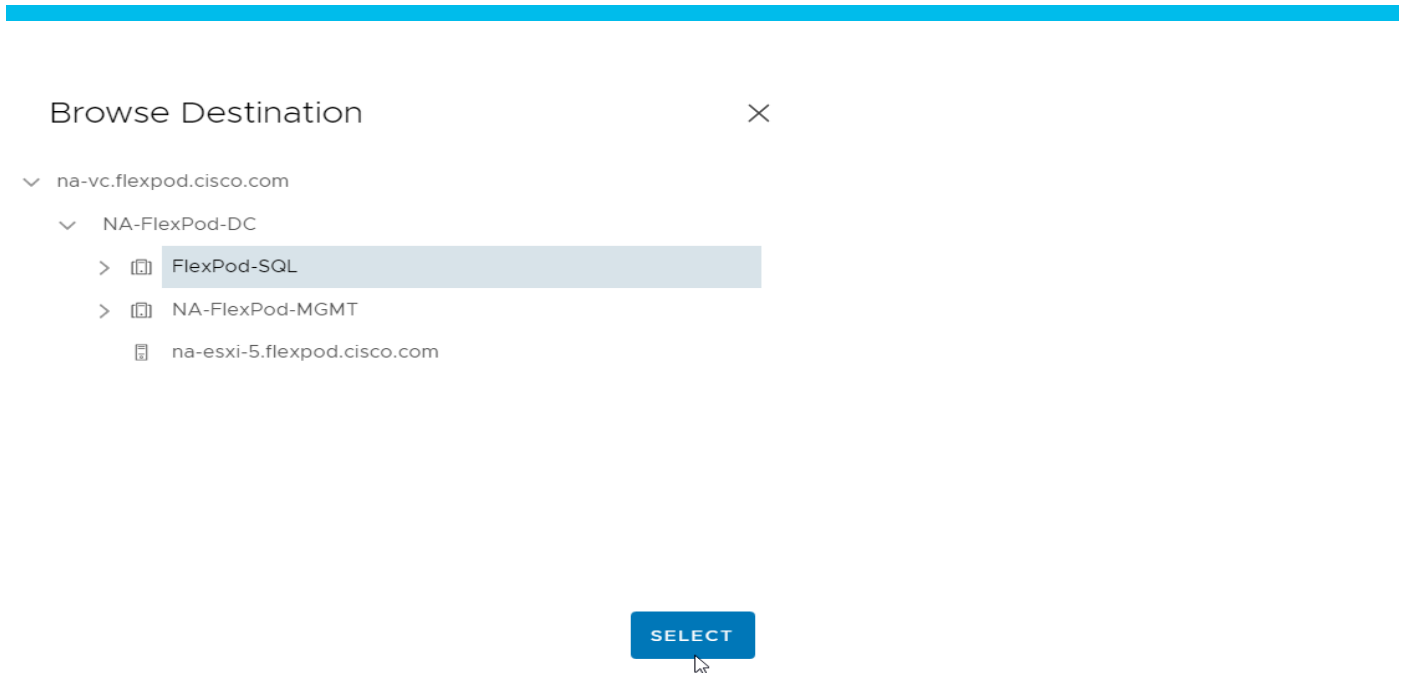 Browse Destination
na-vc.flexpod.cisco.com
NA-FlexPod-DC
FlexPod-SQL
NA-FlexPod-MGMT
na-esxi-5.flexpod.cisco.com
SELECT